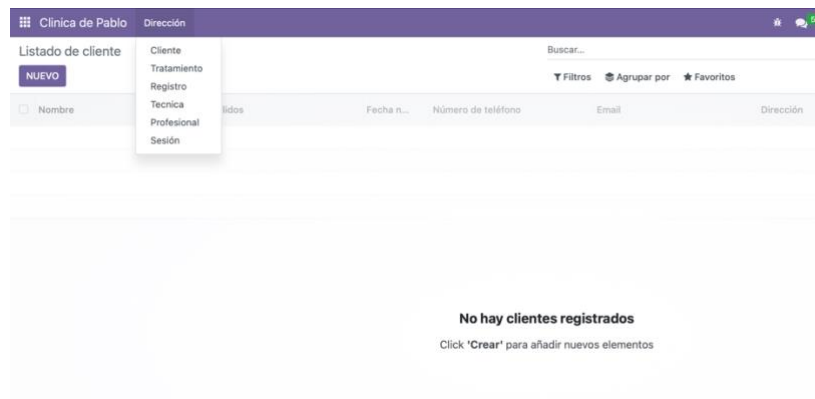 Clinica de Pablo Dirección
Listado de cliente
NUEVO
Cliente
Tratamiento
Registro
Tecnica
Profesional
Sesión
Buscar...
Filtros Agrupar por Favoritos
Nombre lidos Fecha n... Número de teléfono Email Dirección
No hay clientes registrados
Click 'Crear' para añadir nuevos elementos